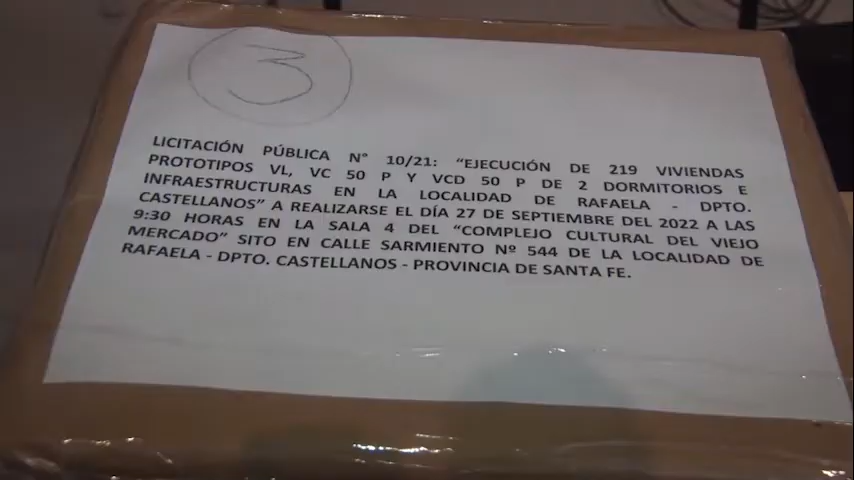 3
LICITACIÓN PÚBLICA N° 10/21: "EJECUCIÓN DE 219 VIVIENDAS
PROTOTIPOS VL, VC 50 P Y VCD 50 P DE 2 DORMITORIOS E
INFRAESTRUCTURAS EN LA LOCALIDAD DE RAFAELA - DPTO.
CASTELLANOS" A REALIZARSE EL DÍA 27 DE SEPTIEMBRE DEL 2022 A LAS
9:30 HORAS EN LA SALA 4 DEL "COMPLEJO CULTURAL DEL VIEJO
MERCADO" SITO EN CALLE SARMIENTO Nº 544 DE LA LOCALIDAD DE
RAFAELA - DPTO. CASTELLANOS - PROVINCIA DE SANTA FE.